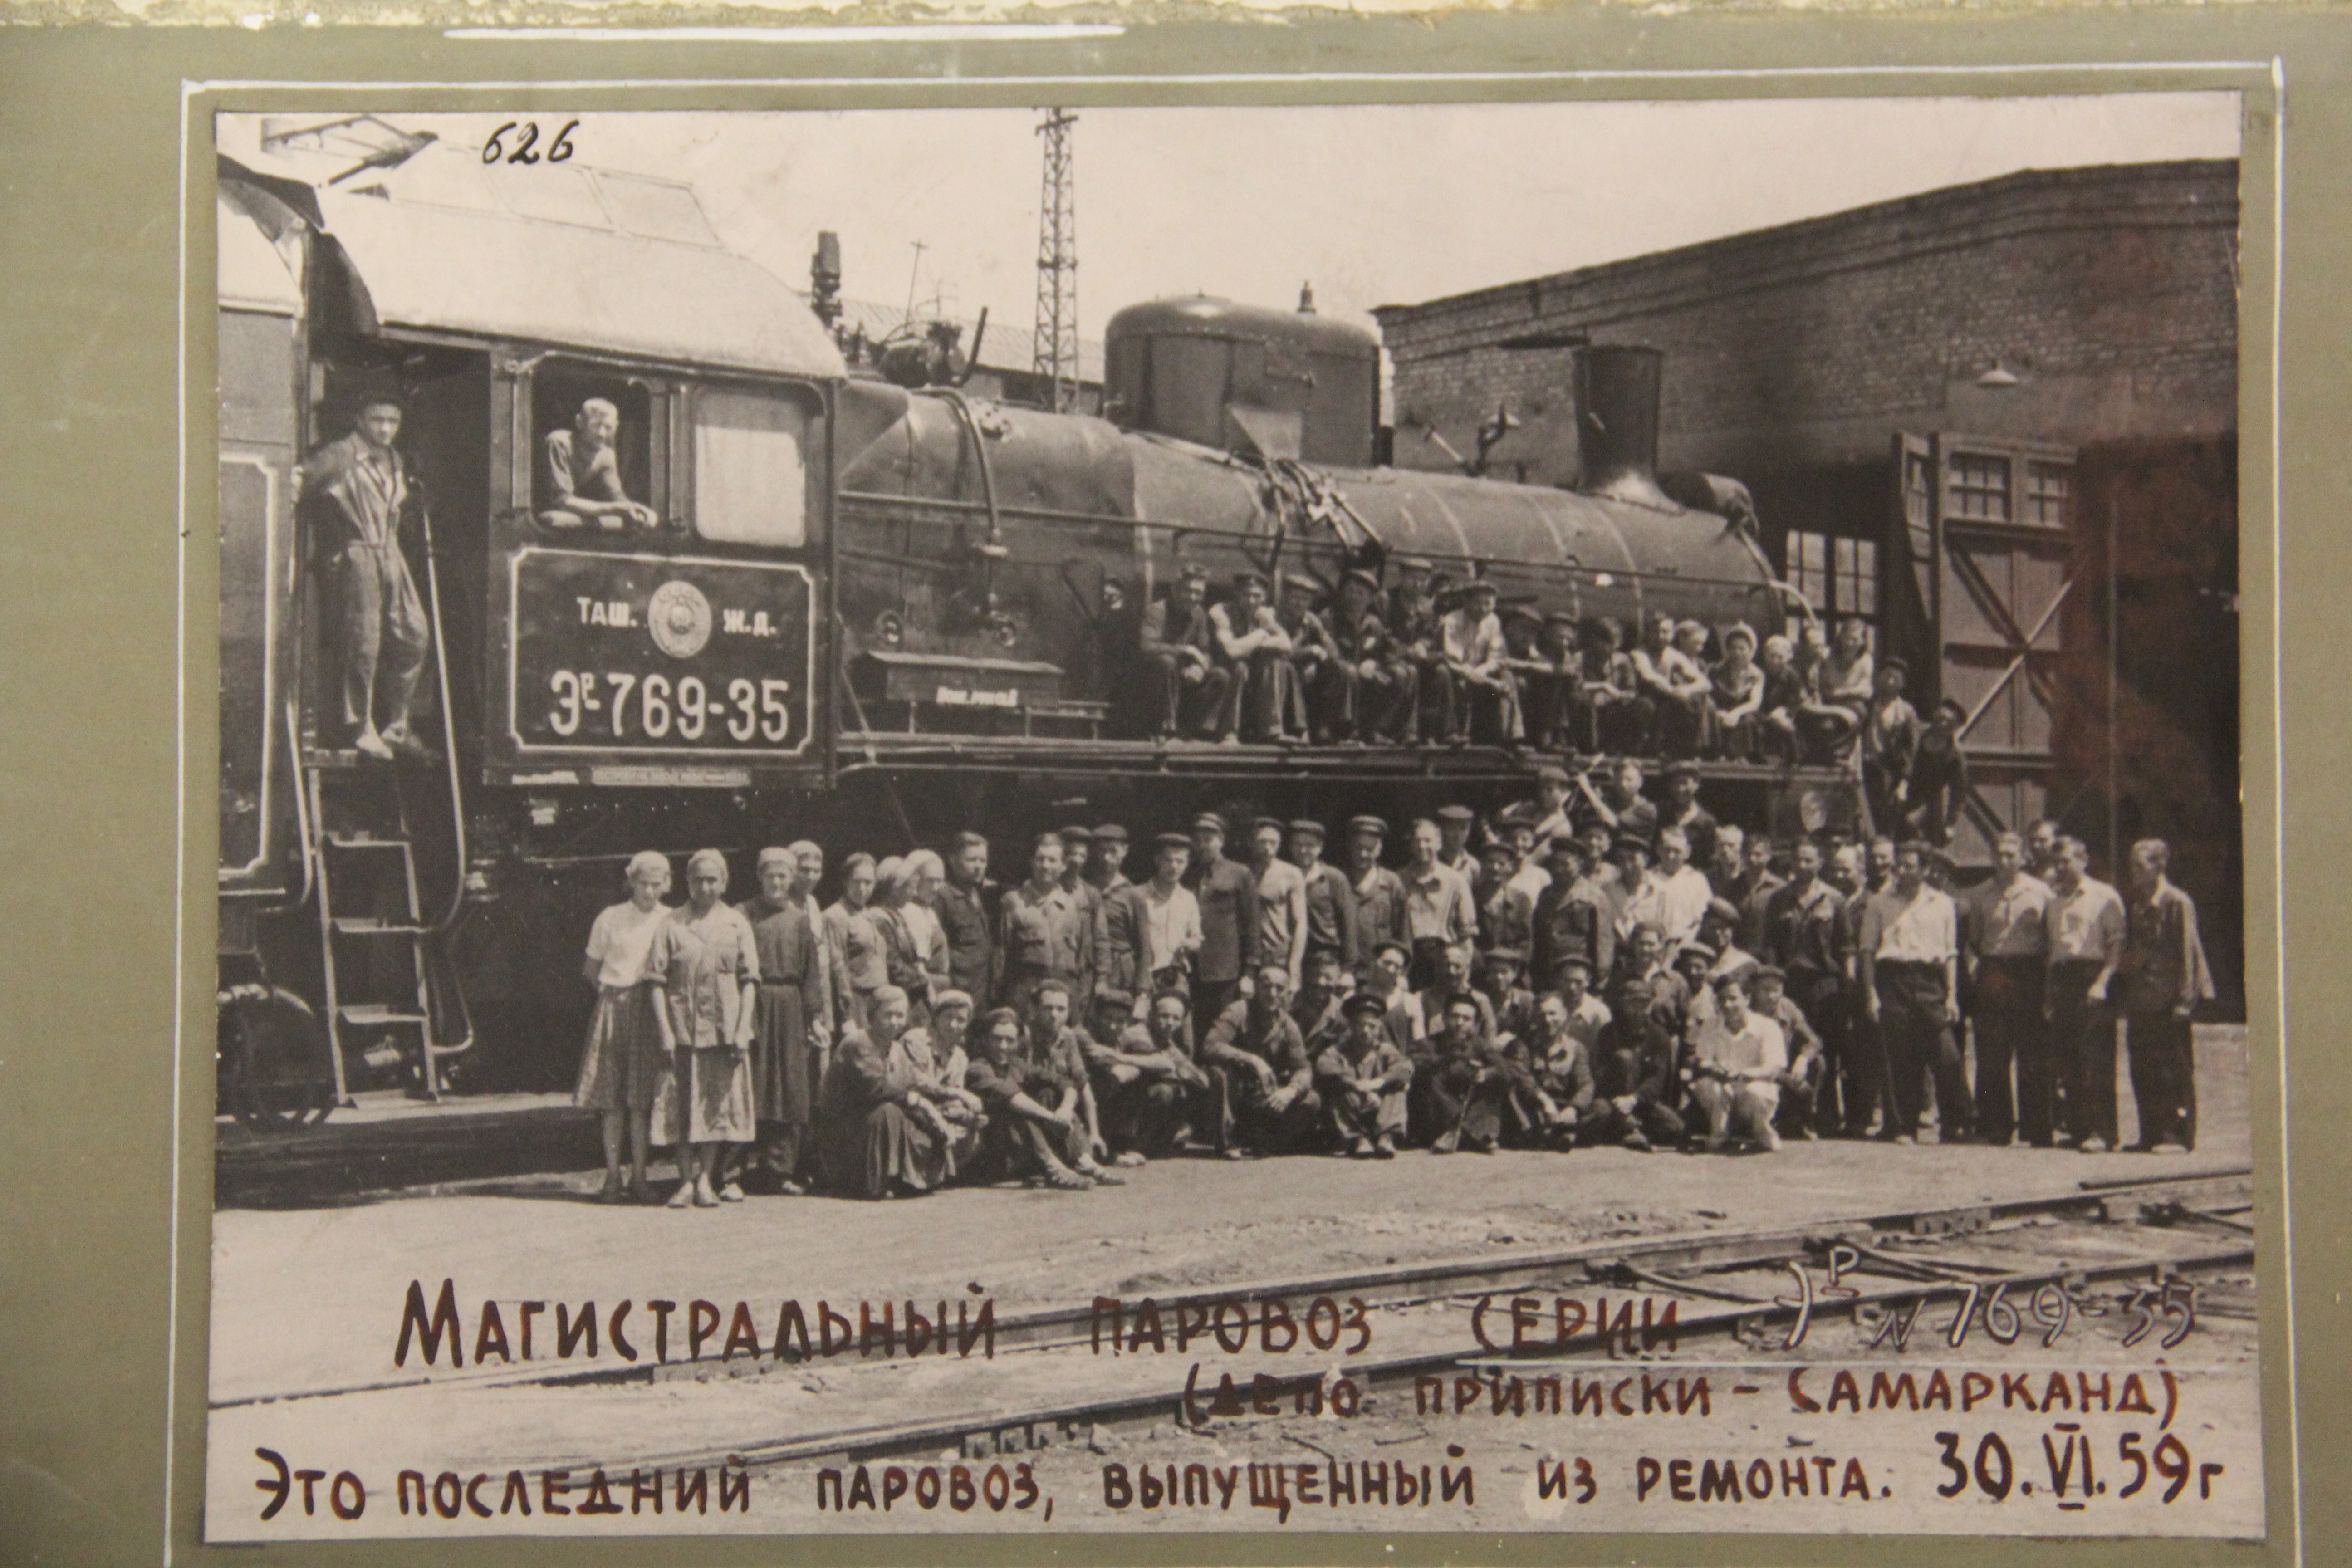 626
ТАШ. Ж.Д.
ЭР-769-35
МАГИСТРАЛЬНЫЙ ПАРОВОЗ СЕРИИ ЭР N 769-35
(ДЕПО ПРИПИСКИ - САМАРКАНД)
ЭТО ПОСЛЕДНИЙ ПАРОВОЗ, ВЫПУЩЕННЫЙ ИЗ РЕМОНТА. 30.VI.59г